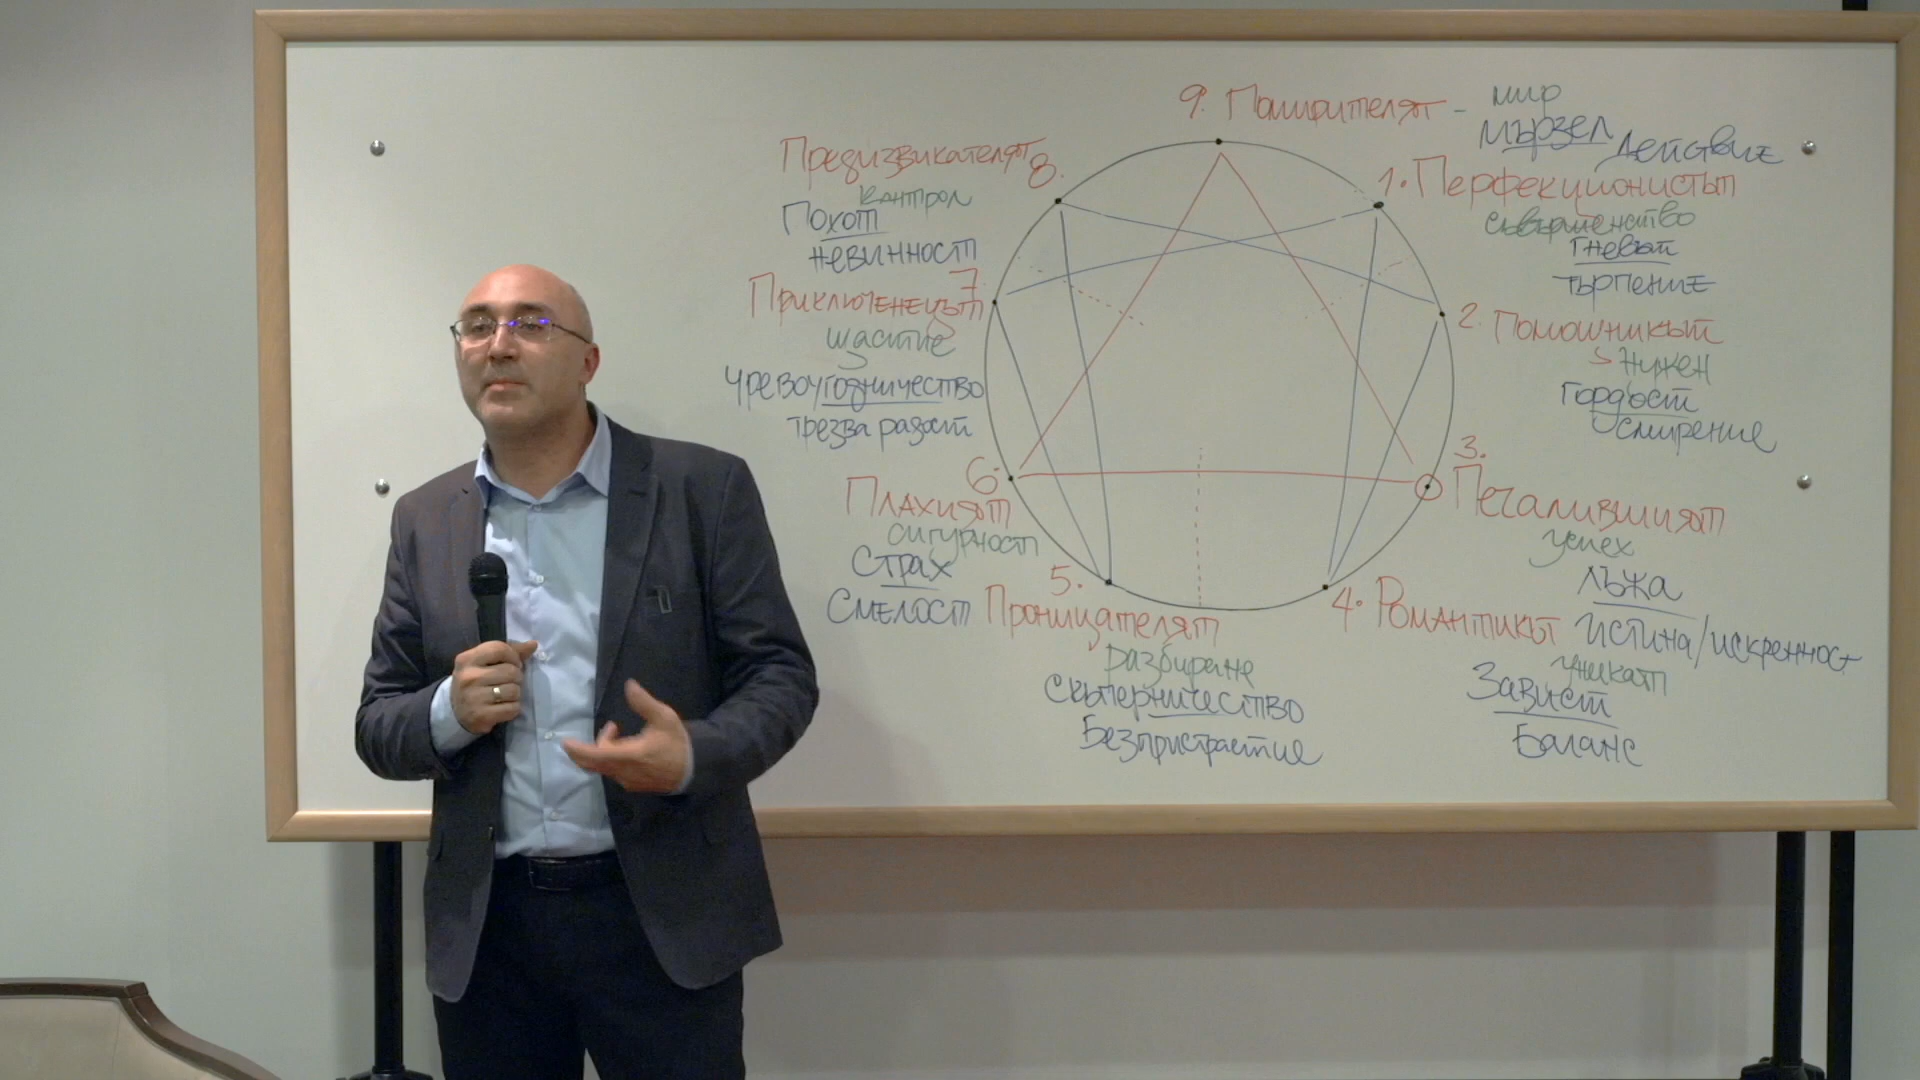 9. Помирителят -
мир
мързел
действие
1. Перфекционистът
съвършенство
гневът
търпение
2. Помощникът
нужен
гордост
смирение
3.
Печалившият
успех
лъжа
истина/искреност
4. Романтикът
уникат
Завист
Баланс
5.
Проницателят
разбиране
скъперничество
Безпристрастие
6.
Плахият
сигурност
Страх
Смелост
7
Приключенецът
щастие
чревоугодничество
трезва радост
Предизвикателят
8.
контрол
Похот
невинност